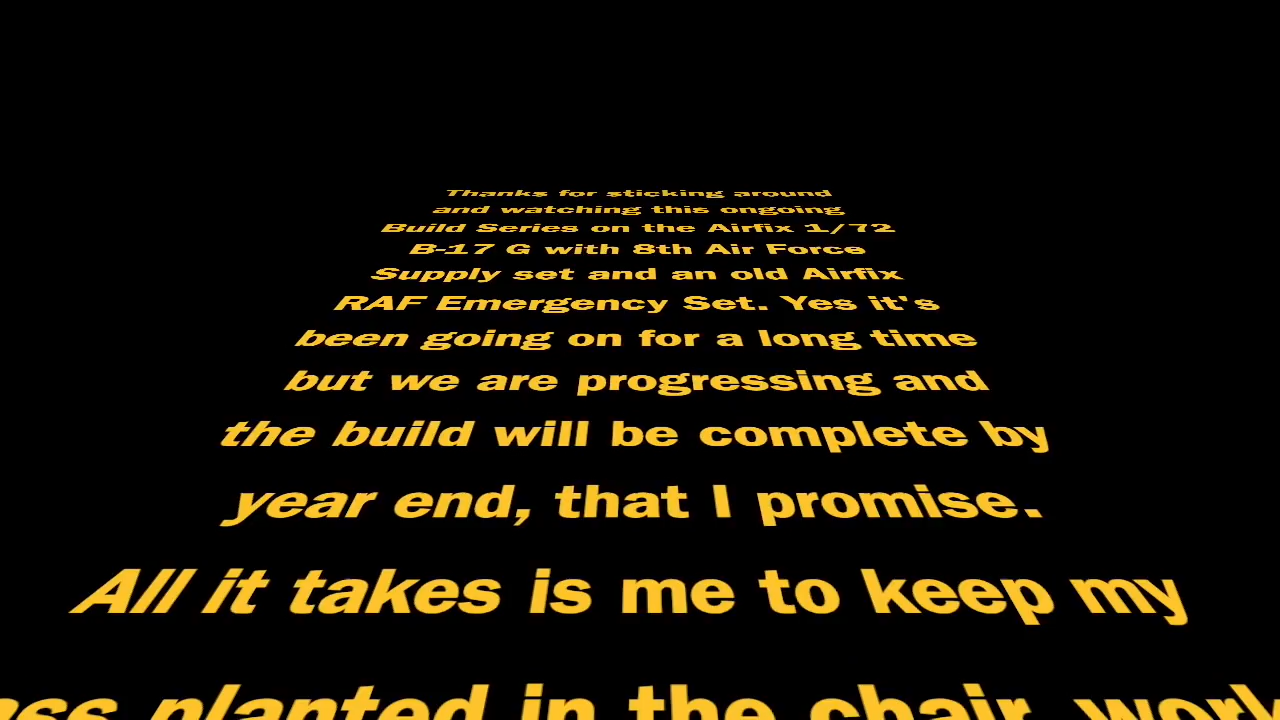 Thanks for sticking around
and watching this ongoing
Build Series on the Airfix 1/72
B-17 G with 8th Air Force
Supply set and an old Airfix
RAF Emergency Set. Yes it's
been going on for a long time
but we are progressing and
the build will be complete by
year end, that I promise.
All it takes is me to keep my
planted in the chair,